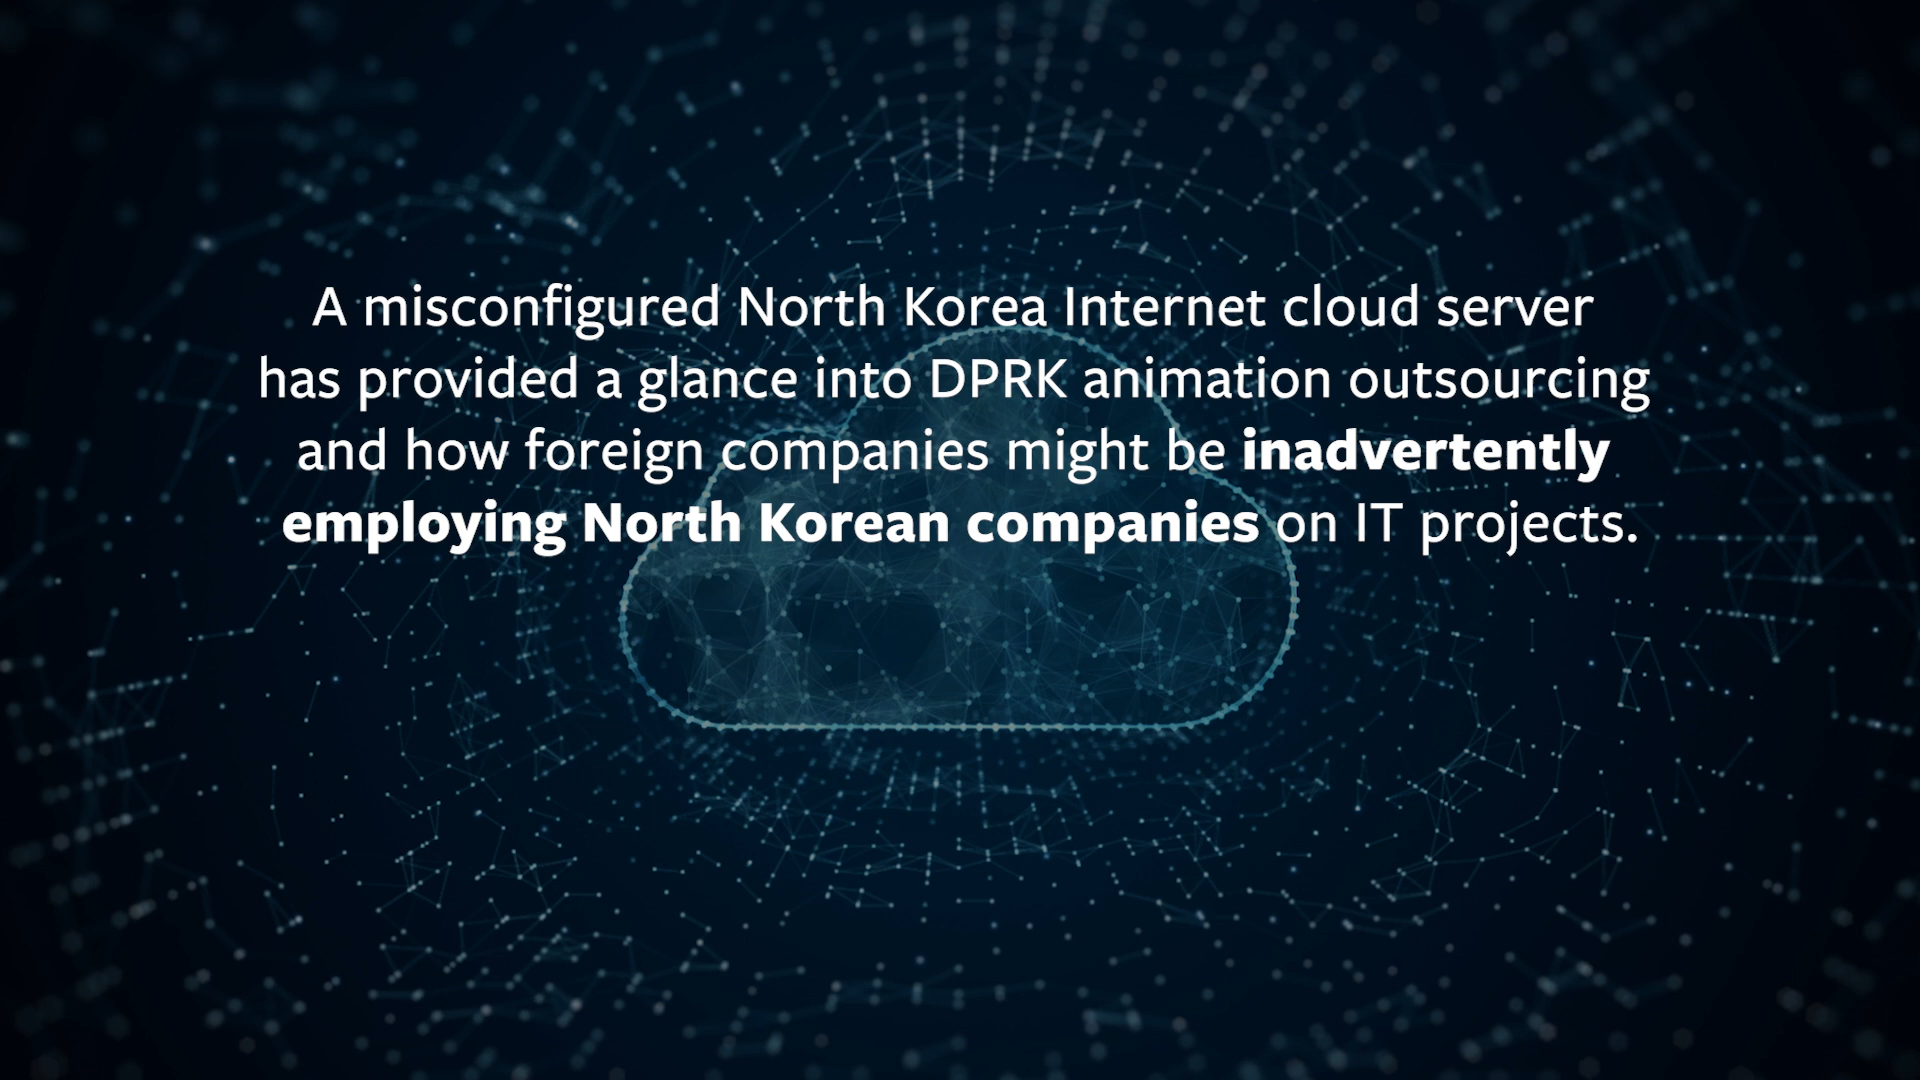 A misconfigured North Korea Internet cloud server
has provided a glance into DPRK animation outsourcing
and how foreign companies might be inadvertently
employing North Korean companies on IT projects.